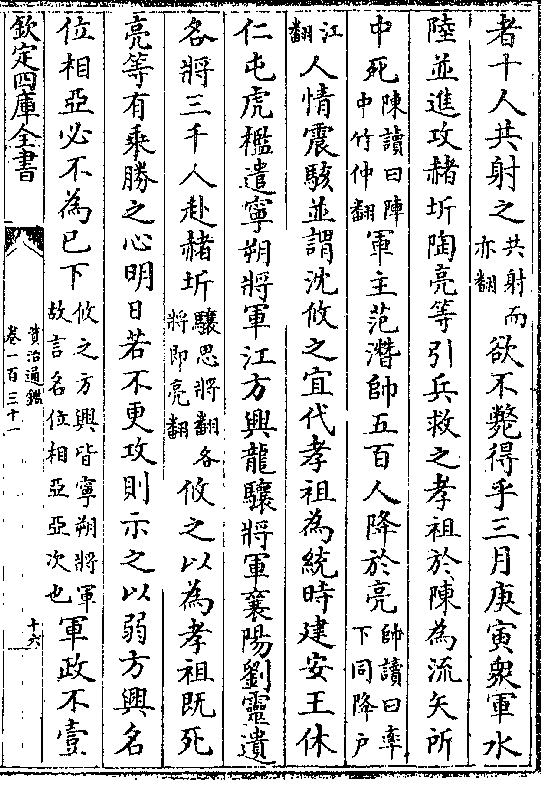 者十人共射之共射而亦翻欲不斃得乎三月庚寅衆軍水
陸並進攻赭圻陶亮等引兵救之孝祖於陳為流矢所
中死陳讀曰陣中竹仲翻軍主范潛帥五百人降於亮帥讀曰率下同降户
江翻人情震駭並謂沈攸之宜代孝祖為統時建安王休
仁屯虎檻遣寧朔將軍江方興龍驤將軍襄陽劉靈遺
各將三千人赴赭圻驤思將翻各將即亮翻攸之以為孝祖既死
亮等有乘勝之心明日若不更攻則示之以弱方興名
位相亞必不為已下攸之方興皆寧朔將軍故言名位相亞亞次也軍政不壹
欽定四庫全書
資治通鑑
卷一百三十一
十六